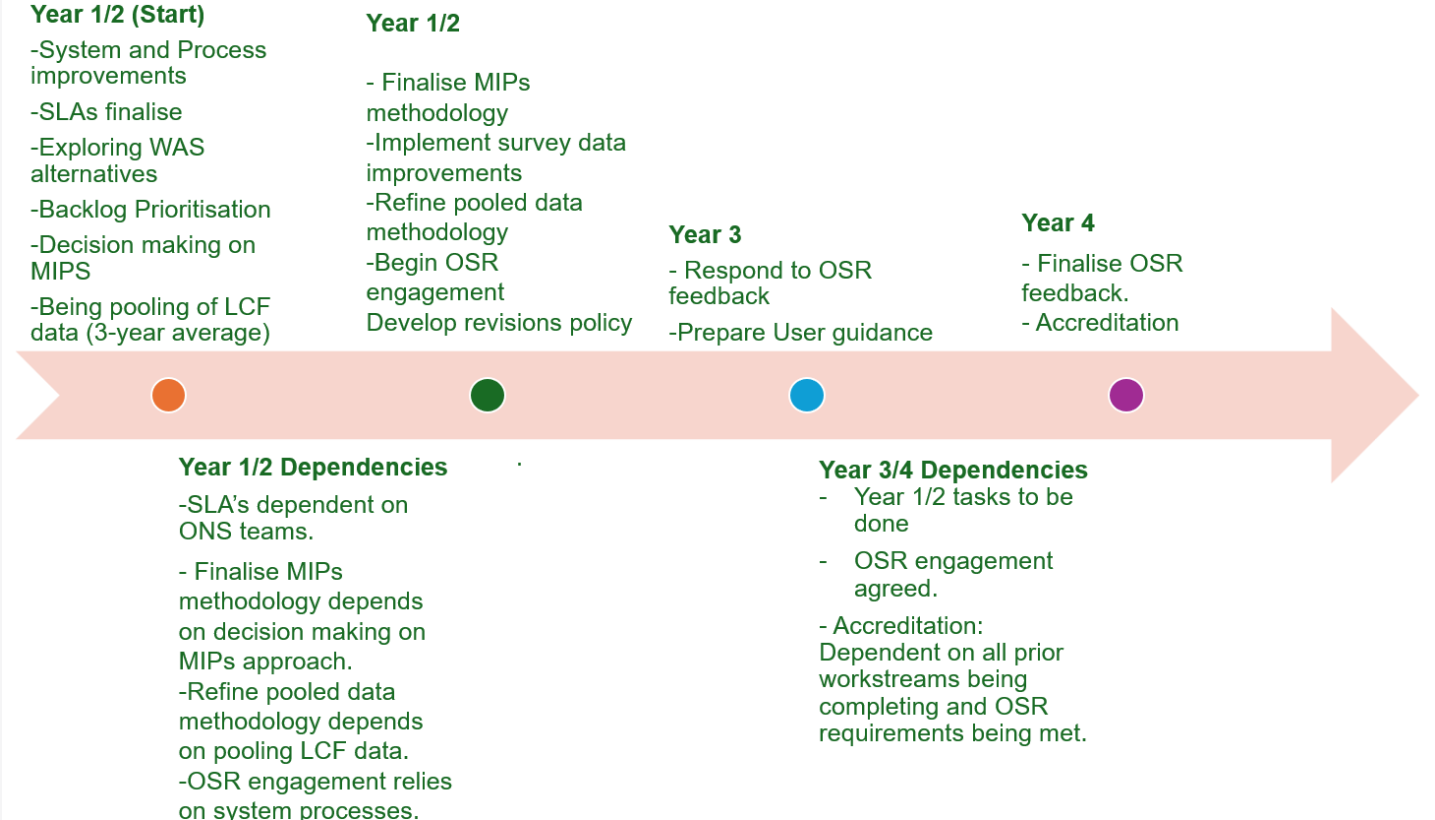 Year 1/2 (Start)
-System and Process
improvements
-SLAs finalise
-Exploring WAS
alternatives
-Backlog Prioritisation
-Decision making on
MIPS
-Being pooling of LCF
data (3-year average)
Year 1/2
- Finalise MIPs
methodology
-Implement survey data
improvements
-Refine pooled data
methodology
-Begin OSR
engagement
Develop revisions policy
Year 3
- Respond to OSR
feedback
-Prepare User guidance
Year 4
- Finalise OSR
feedback.
- Accreditation
Year 1/2 Dependencies
-SLA’s dependent on
ONS teams.
- Finalise MIPs
methodology depends
on decision making on
MIPs approach.
-Refine pooled data
methodology depends
on pooling LCF data.
-OSR engagement relies
on system processes.
.
Year 3/4 Dependencies
- Year 1/2 tasks to be
done
- OSR engagement
agreed.
- Accreditation:
Dependent on all prior
workstreams being
completing and OSR
requirements being met.